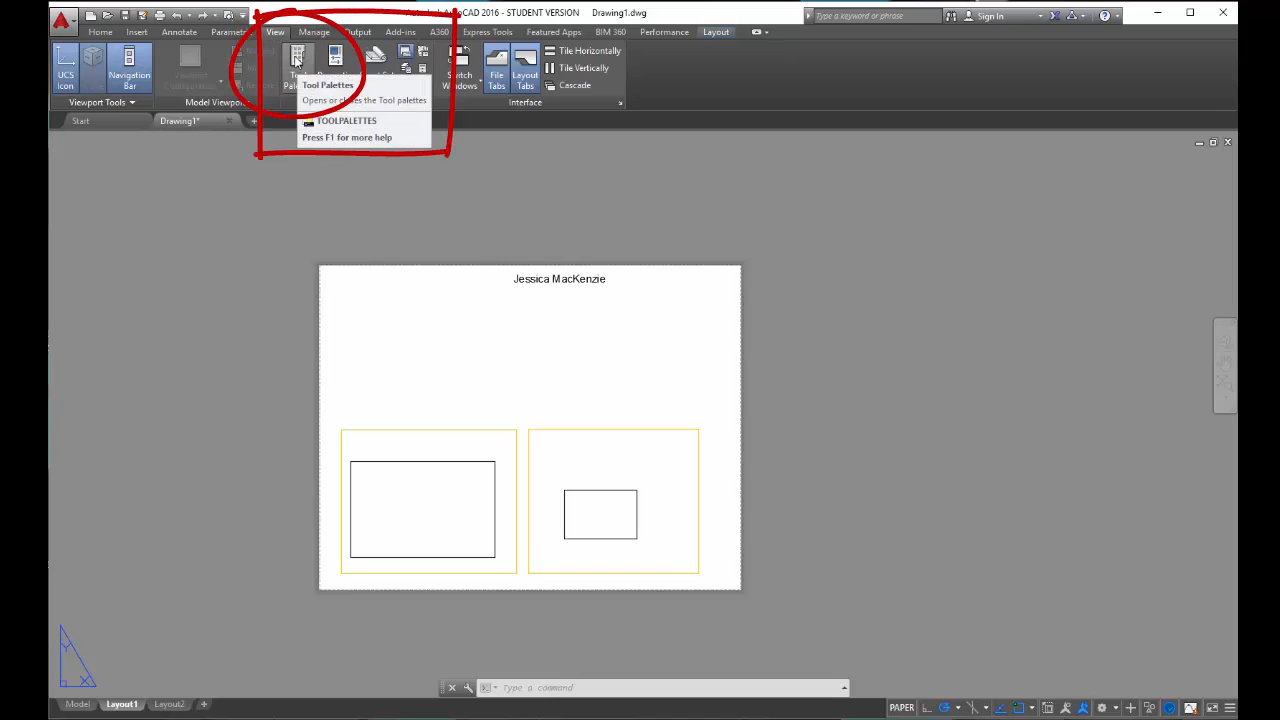 AutoCAD 2016 - STUDENT VERSION Drawing1.dwg
Type a keyword or phrase
Sign In
Home Insert Annotate View Manage Output Add-ins A360 Express Tools Featured Apps BIM 360 Performance Layout
UCS
Icon
Navigation
Bar
Switch
Windows
File
Tabs
Layout
Tabs
Tile Horizontally
Tile Vertically
Cascade
Viewport Tools
Interface
Tool Palettes
Opens or closes the Tool palettes
TOOLPALETTES
Press F1 for more help
Start Drawing1*
Jessica MacKenzie
Y
X
Type a command
Model Layout1 Layout2
PAPER